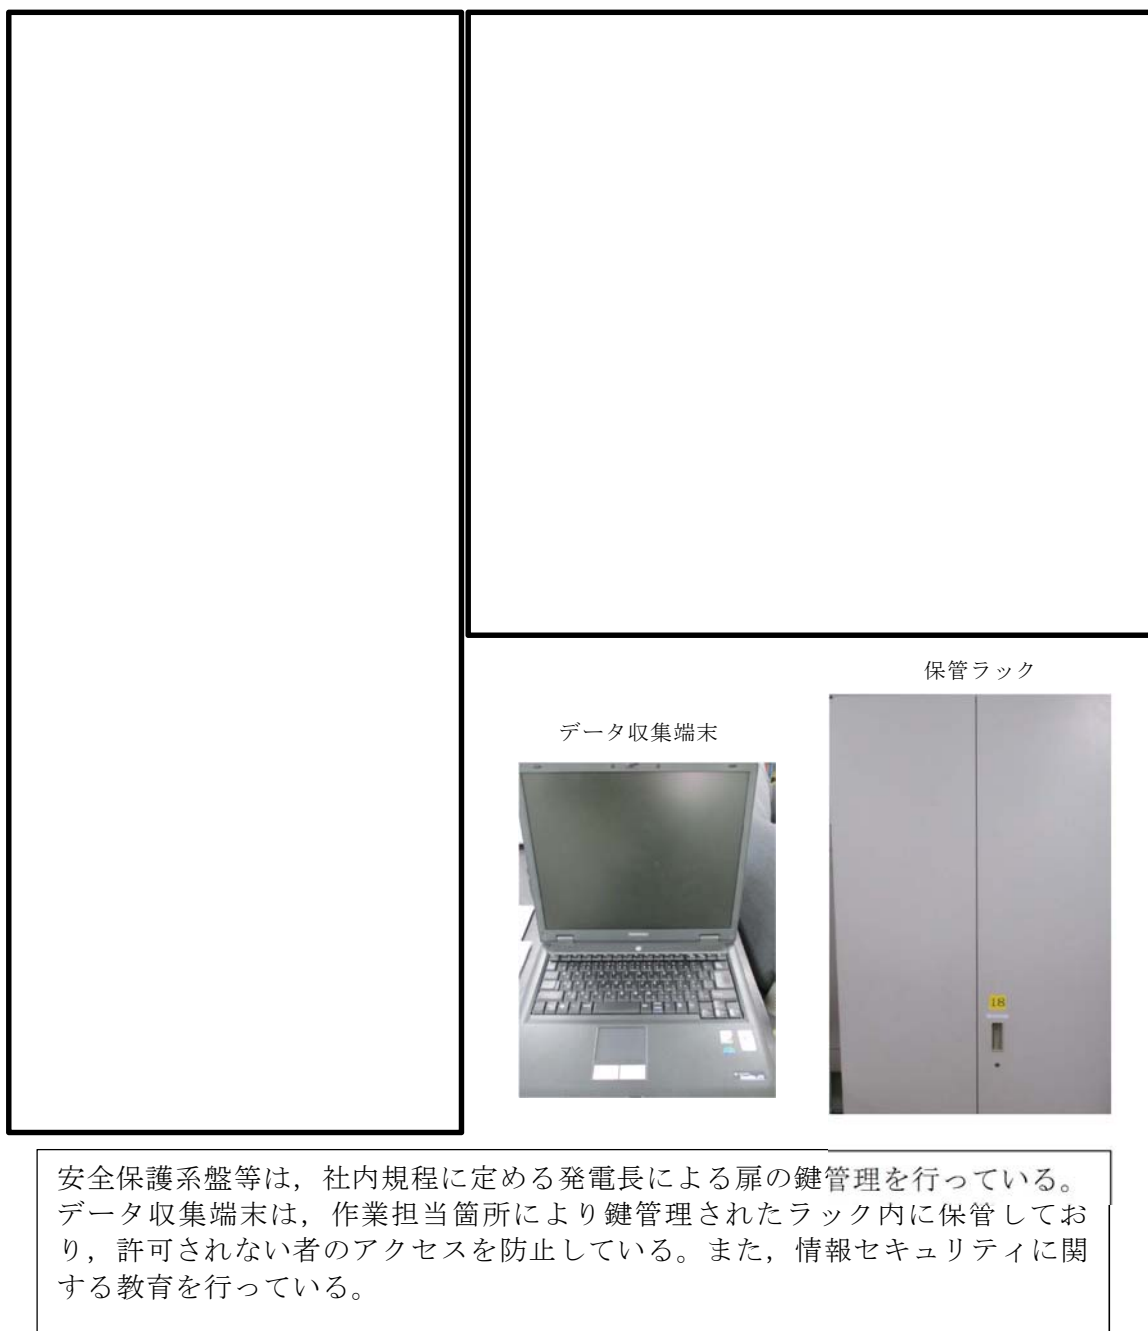 保管ラック
データ収集端末
18
安全保護系盤等は，社内規程に定める発電長による扉の鍵管理を行っている。
データ収集端末は，作業担当箇所により鍵管理されたラック内に保管してお
り，許可されない者のアクセスを防止している。また，情報セキュリティに関
する教育を行っている。